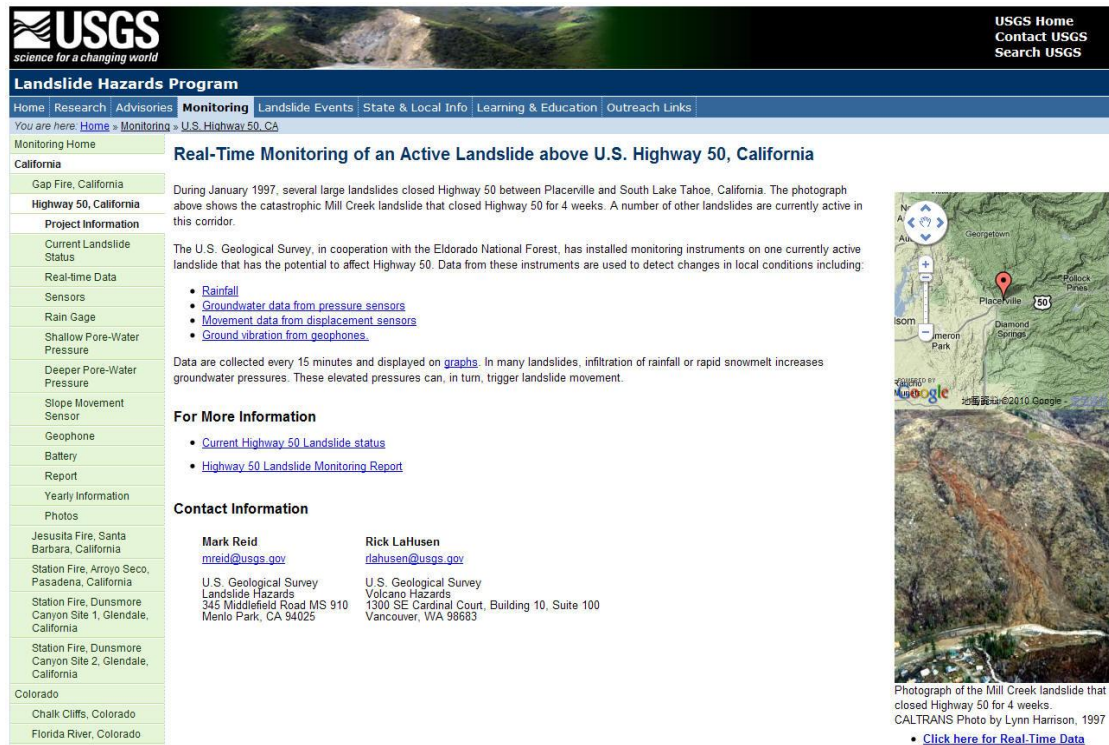 USGS
science for a changing world
USGS Home
Contact USGS
Search USGS
Landslide Hazards Program
Home Research Advisories Monitoring Landslide Events State & Local Info Learning & Education Outreach Links
You are here: Home » Monitoring » U.S. Highway 50, CA
Monitoring Home
California
Gap Fire, California
Highway 50, California
Project Information
Current Landslide
Status
Real-time Data
Sensors
Rain Gage
Shallow Pore-Water
Pressure
Deeper Pore-Water
Pressure
Slope Movement
Sensor
Geophone
Battery
Report
Yearly Information
Photos
Jesusita Fire, Santa
Barbara, California
Station Fire, Arroyo Seco,
Pasadena, California
Station Fire, Dunsmore
Canyon Site 1, Glendale,
California
Station Fire, Dunsmore
Canyon Site 2, Glendale,
California
Colorado
Chalk Cliffs, Colorado
Florida River, Colorado
Real-Time Monitoring of an Active Landslide above U.S. Highway 50, California
During January 1997, several large landslides closed Highway 50 between Placerville and South Lake Tahoe, California. The photograph
above shows the catastrophic Mill Creek landslide that closed Highway 50 for 4 weeks. A number of other landslides are currently active in
this corridor.
The U.S. Geological Survey, in cooperation with the Eldorado National Forest, has installed monitoring instruments on one currently active
landslide that has the potential to affect Highway 50. Data from these instruments are used to detect changes in local conditions including:
Rainfall
Groundwater data from pressure sensors
Movement data from displacement sensors
Ground vibration from geophones.
Data are collected every 15 minutes and displayed on graphs. In many landslides, infiltration of rainfall or rapid snowmelt increases
groundwater pressures. These elevated pressures can, in turn, trigger landslide movement.
For More Information
Current Highway 50 Landslide status
Highway 50 Landslide Monitoring Report
Contact Information
Mark Reid
mreid@usgs.gov
U.S. Geological Survey
Landslide Hazards
345 Middlefield Road MS 910
Menlo Park, CA 94025
Rick LaHusen
rlahusen@usgs.gov
U.S. Geological Survey
Volcano Hazards
1300 SE Cardinal Court, Building 10, Suite 100
Vancouver, WA 98683
Georgetown
Pollock
Pines
Placerville
50
Diamond
Springs
Park
POWERED BY
Google
©2010 Google -
Photograph of the Mill Creek landslide that
closed Highway 50 for 4 weeks.
CALTRANS Photo by Lynn Harrison, 1997
Click here for Real-Time Data